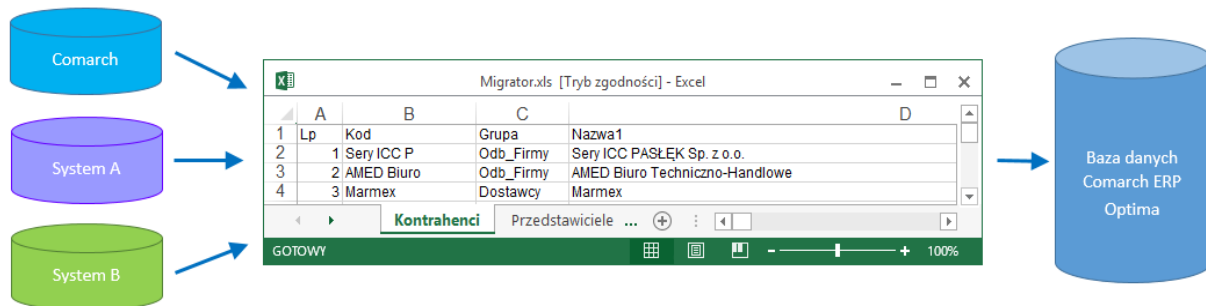 Comarch
System A
System B
Migrator.xls [Tryb zgodności] - Excel
A B C D
1 Lp Kod Grupa Nazwa1
2 1 Sery ICC P Odb_Firmy Sery ICC PASŁĘK Sp. z o.o.
3 2 AMED Biuro Odb_Firmy AMED Biuro Techniczno-Handlowe
4 3 Marmex Dostawcy Marmex
Kontrahenci Przedstawiciele ...
GOTOWY 100%
Baza danych
Comarch ERP
Optima